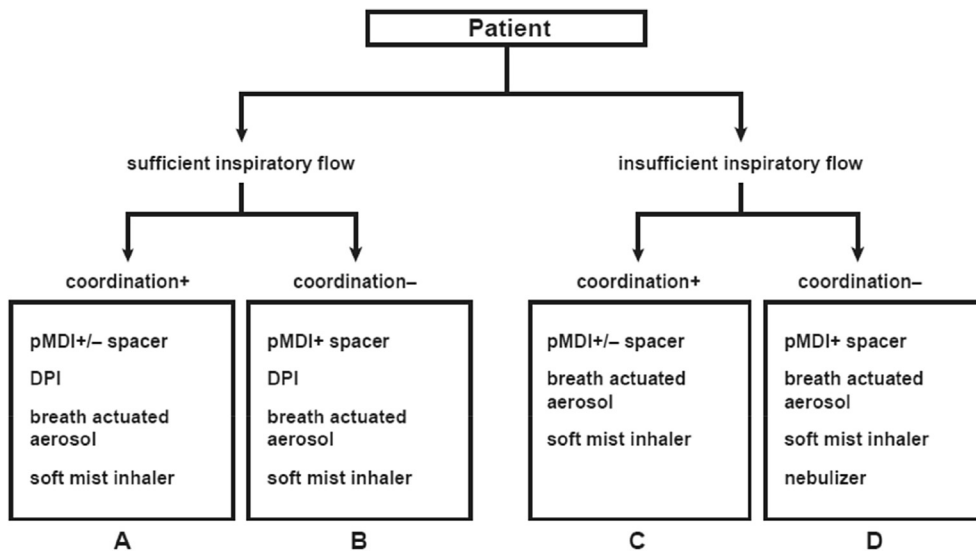 Patient
sufficient inspiratory flow
insufficient inspiratory flow
coordination+
coordination–
coordination+
coordination–
pMDI+/– spacer
DPI
breath actuated
aerosol
soft mist inhaler
A
pMDI+ spacer
DPI
breath actuated
aerosol
soft mist inhaler
B
pMDI+/– spacer
breath actuated
aerosol
soft mist inhaler
C
pMDI+ spacer
breath actuated
aerosol
soft mist inhaler
nebulizer
D